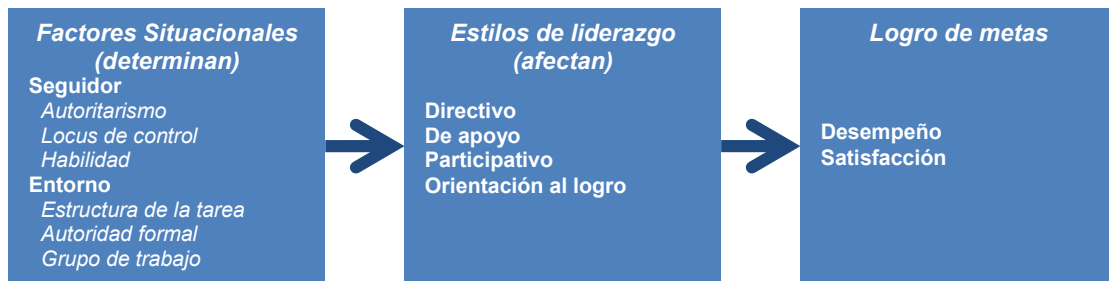 Factores Situacionales
(determinan)
Seguidor
Autoritarismo
Locus de control
Habilidad
Entorno
Estructura de la tarea
Autoridad formal
Grupo de trabajo
Estilos de liderazgo
(afectan)
Directivo
De apoyo
Participativo
Orientación al logro
Logro de metas
Desempeño
Satisfacción